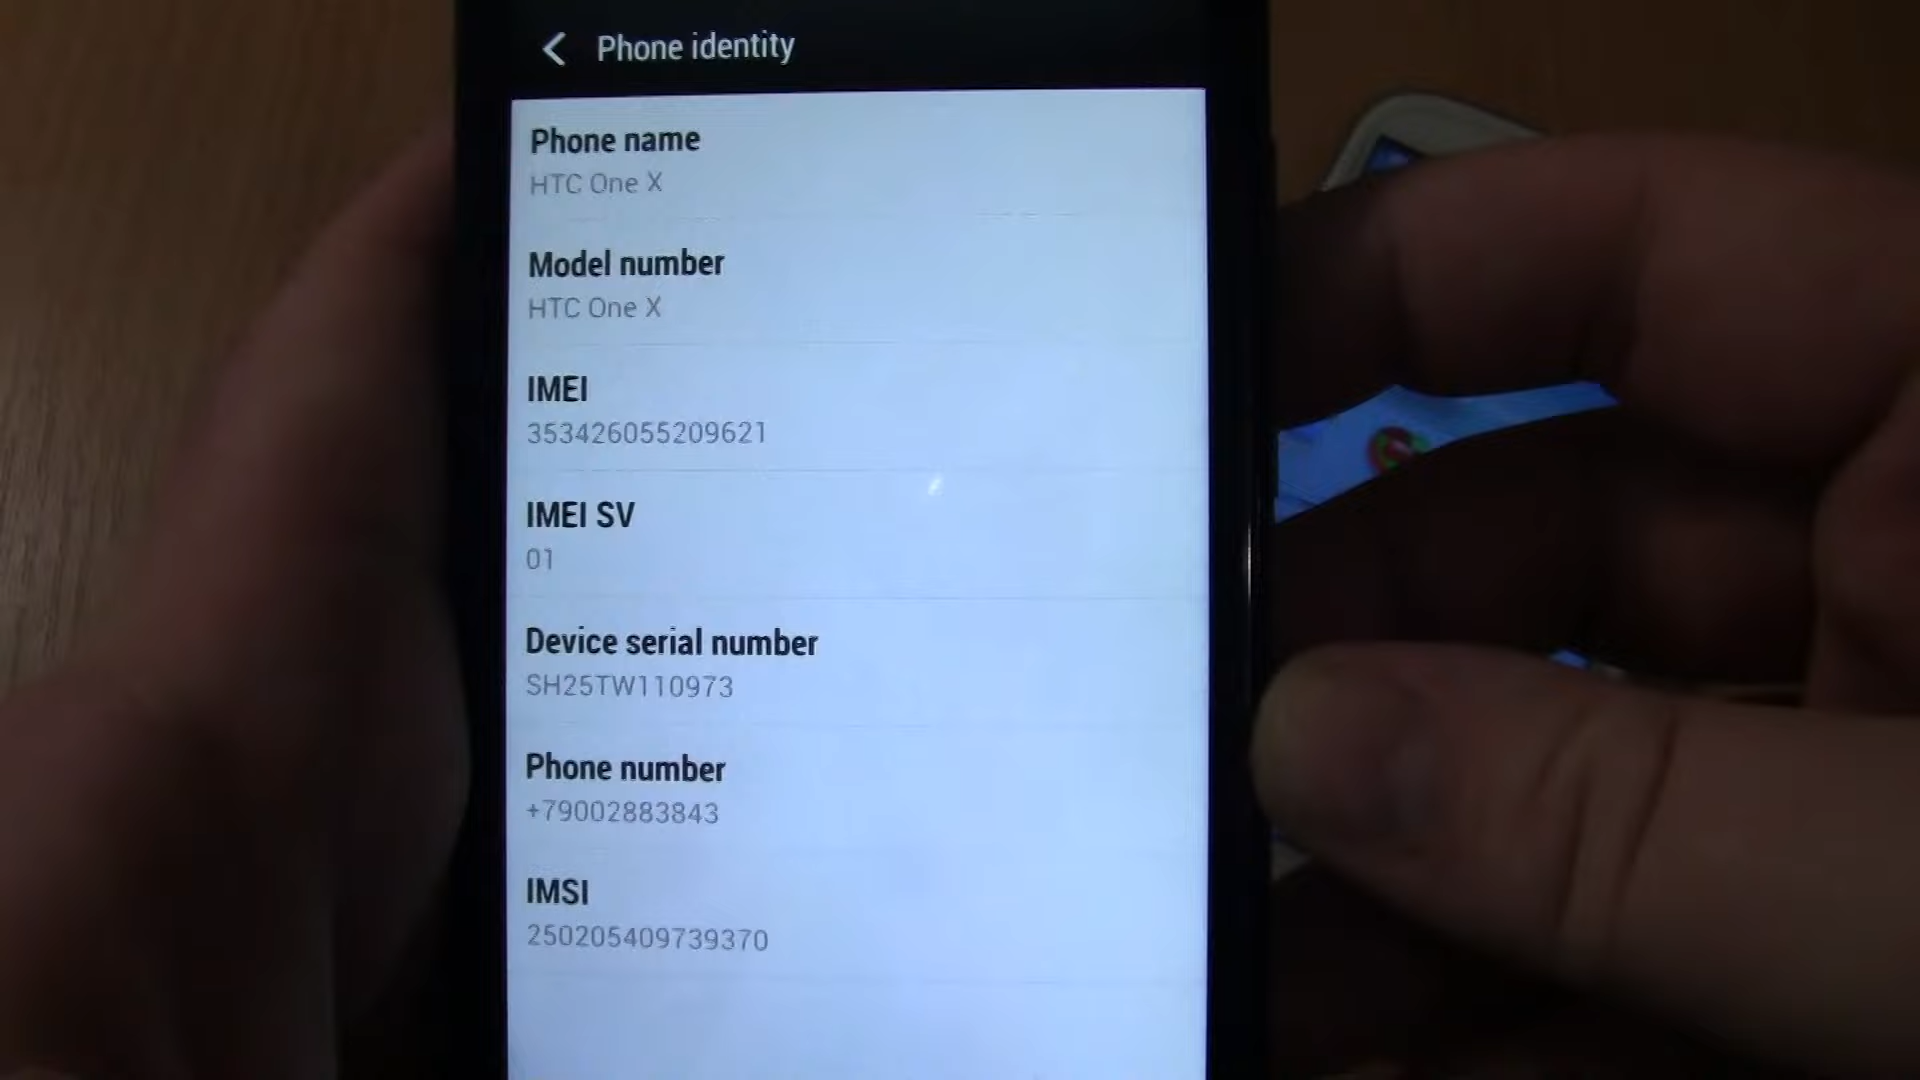 Phone identity
Phone name
HTC One X
Model number
HTC One X
IMEI
353426055209621
IMEI SV
01
Device serial number
SH25TW110973
Phone number
+79002883843
IMSI
250205409739370